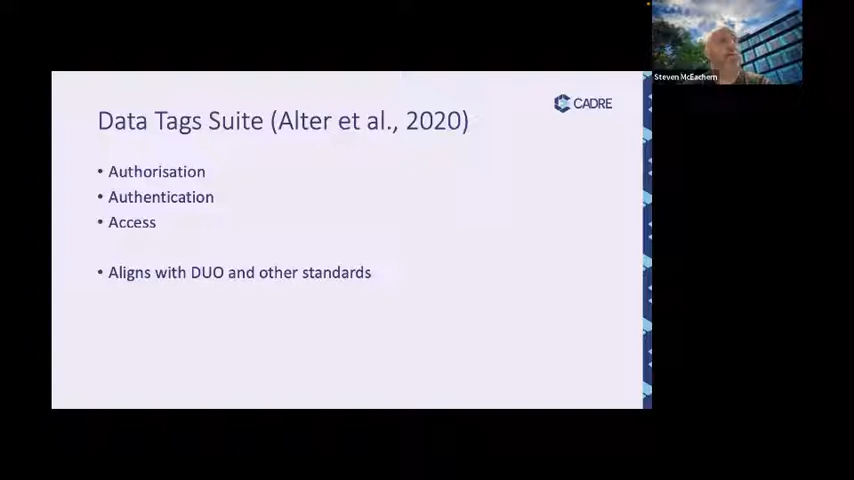 Steven McEachern
CADRE
Data Tags Suite (Alter et al., 2020)
• Authorisation
• Authentication
• Access
• Aligns with DUO and other standards